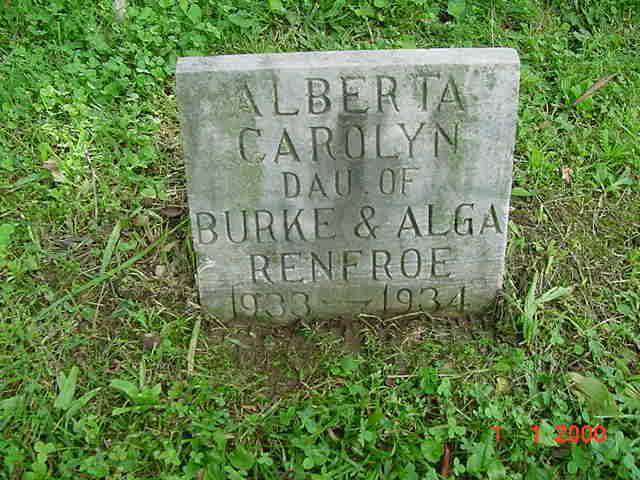 ALBERTA
CAROLYN
DAU. OF
BURKE & ALGA
RENFROE
1933 — 1934
1 1 2000